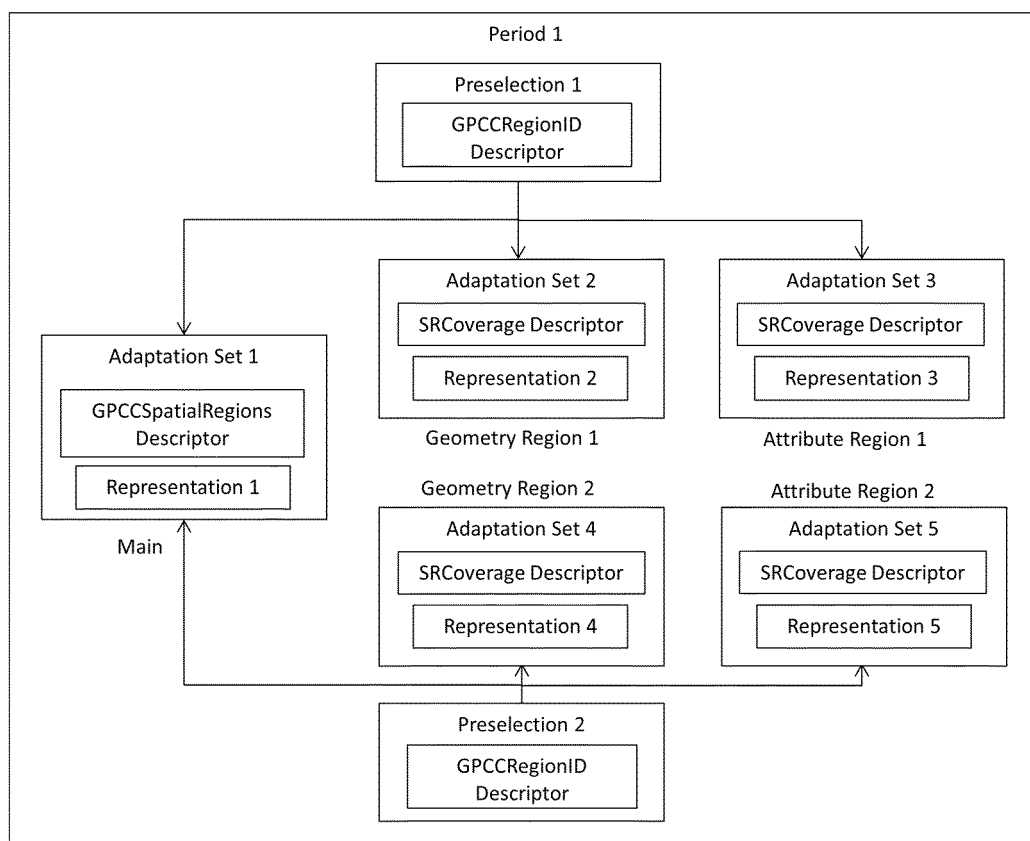 Period 1
Preselection 1
GPCCRegionID
Descriptor
Adaptation Set 2
SRCoverage Descriptor
Representation 2
Geometry Region 1
Adaptation Set 3
SRCoverage Descriptor
Representation 3
Attribute Region 1
Adaptation Set 1
GPCCSpatialRegions
Descriptor
Representation 1
Main
Geometry Region 2
Adaptation Set 4
SRCoverage Descriptor
Representation 4
Attribute Region 2
Adaptation Set 5
SRCoverage Descriptor
Representation 5
Preselection 2
GPCCRegionID
Descriptor